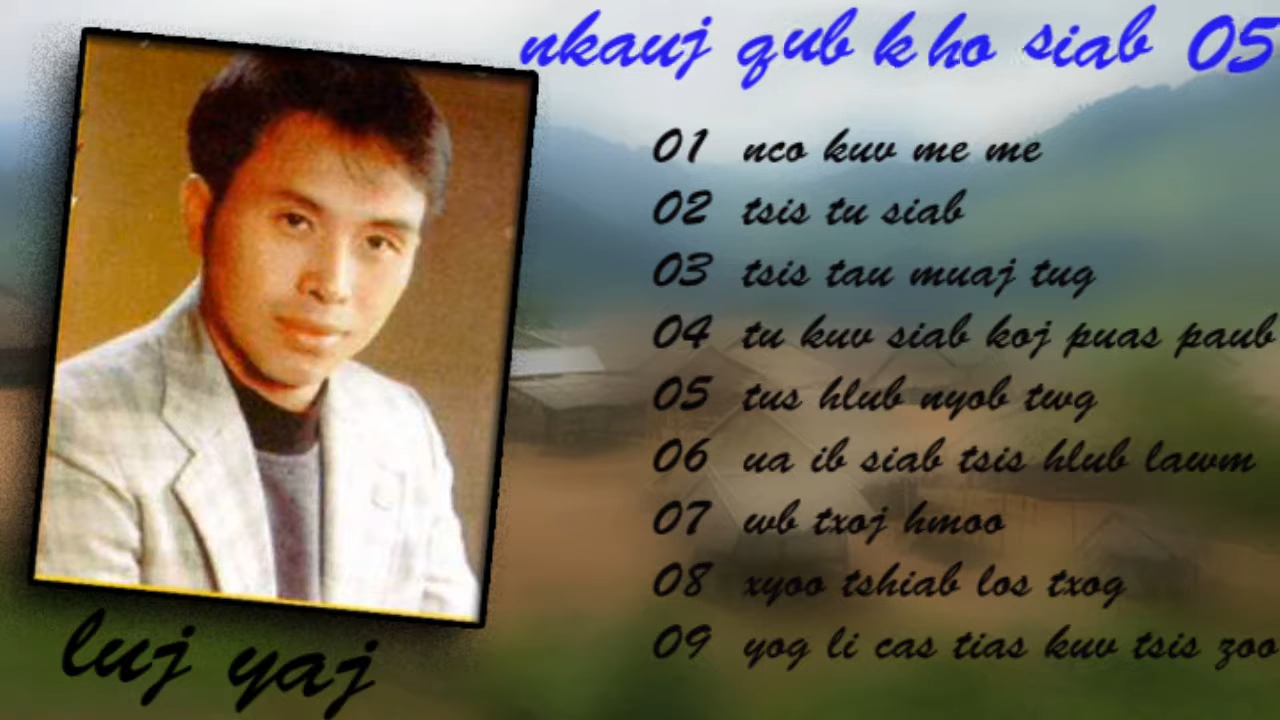 nkauj qub kho siab 05
01 nco kuv me me
02 tsis tu siab
03 tsis tau muaj tug
04 tu kuv siab koj puas paub
05 tus hlub nyob twg
06 ua ib siab tsis hlub lawm
07 wb txoj hmoo
08 xyoo tshiab los txog
09 yog li cas tias kuv tsis zoo
luj yaj